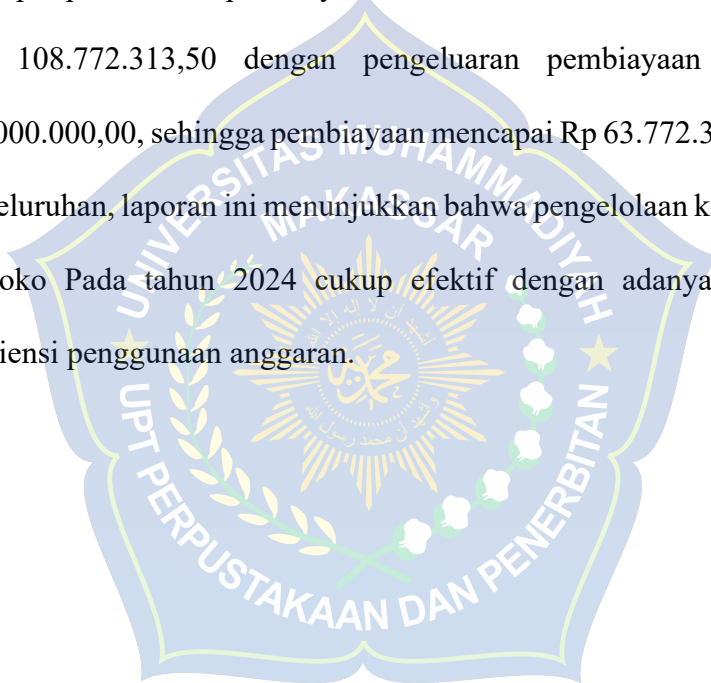 108.772.313,50 dengan pengeluaran pembiayaan
000.000,00, sehingga pembiayaan mencapai Rp 63.772.3
eluruhan, laporan ini menunjukkan bahwa pengelolaan k
oko Pada tahun 2024 cukup efektif dengan adanya
iensi penggunaan anggaran.
UNIVERSITAS MUHAMMADIYAH
MAKASSAR
UPT PERPUSTAKAAN DAN PENERBITAN